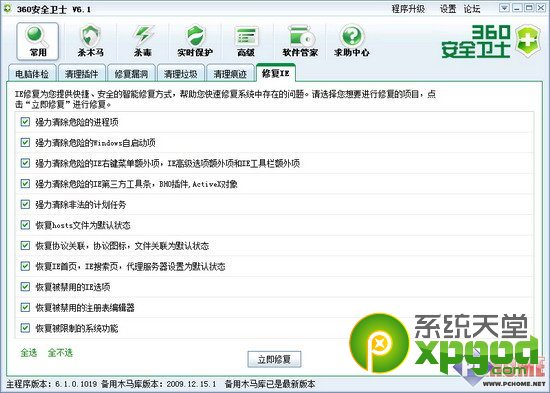 360安全卫士 V6.1
程序升级 设置 论坛
常用 杀木马 杀毒 实时保护 高级 软件管家 求助中心
360
安全卫士
电脑体检 清理插件 修复漏洞 清理垃圾 清理痕迹 修复IE
IE修复为您提供快捷、安全的智能修复方式，帮助您快速修复系统中存在的问题。请选择您想要进行修复的项目，点
击“立即修复”进行修复。
强力清除危险的进程项
强力清除危险的Windows自启动项
强力清除危险的IE右键菜单额外项，IE高级选项额外项和IE工具栏额外项
强力清除危险的IE第三方工具条，BHO插件,ActiveX对象
强力清除非法的计划任务
恢复hosts文件为默认状态
恢复协议关联，协议图标，文件关联为默认状态
恢复IE首页，IE搜索页，代理服务器设置为默认状态
恢复被禁用的IE选项
恢复被禁用的注册表编辑器
恢复被限制的系统功能
全选 全不选
立即修复
系统天堂
xpgod.com
HOME
主程序版本：6.1.0.1019 备用木马库版本：2009.12.15.1 备用木马库已是最新版本
WWW.PCHOME.NET